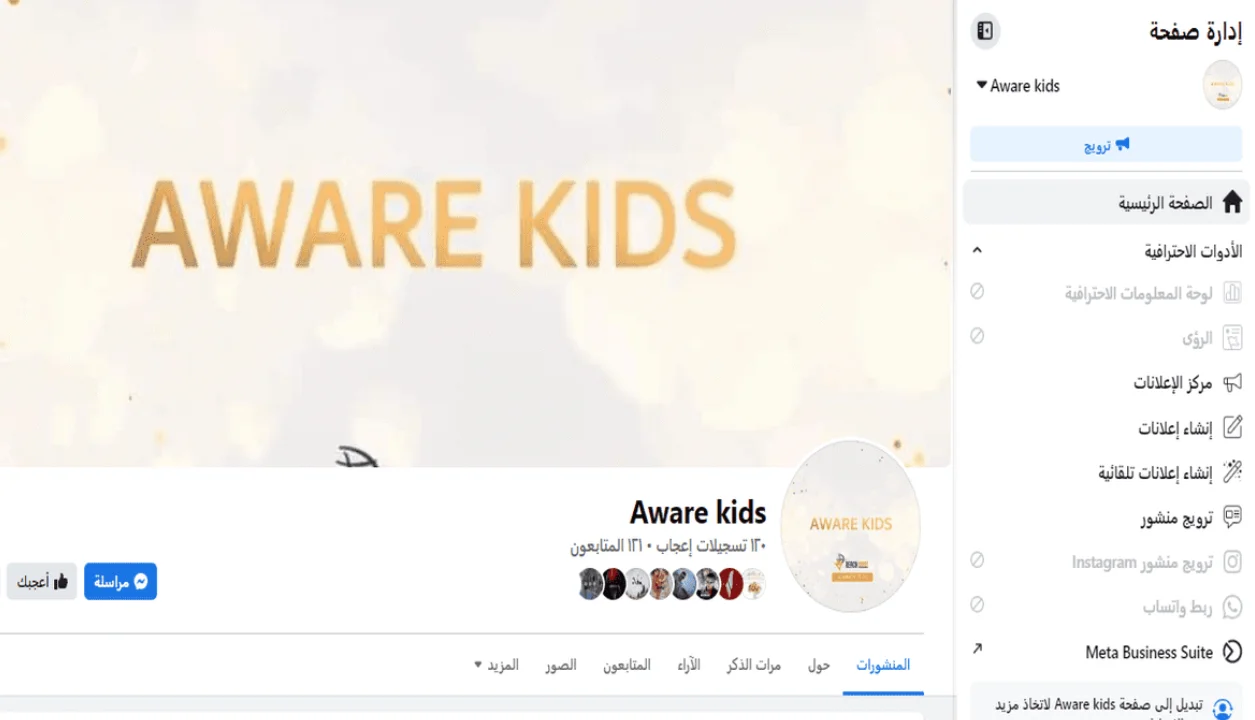 إدارة صفحة
Aware kids
ترويج
الصفحة الرئيسية
الأدوات الاحترافية
لوحة المعلومات الاحترافية
الرؤى
مركز الإعلانات
إنشاء إعلانات
إنشاء إعلانات تلقائية
ترويج منشور
ترويج منشور Instagram
ربط واتساب
Meta Business Suite
تبديل إلى صفحة Aware kids لاتخاذ مزيد
AWARE KIDS
AWARE KIDS
Aware kids
١٢٠ تسجيلات إعجاب • ١٢١ المتابعون
مراسلة
أعجبك
المنشورات
حول
مرات الذكر
الآراء
المتابعون
الصور
المزيد